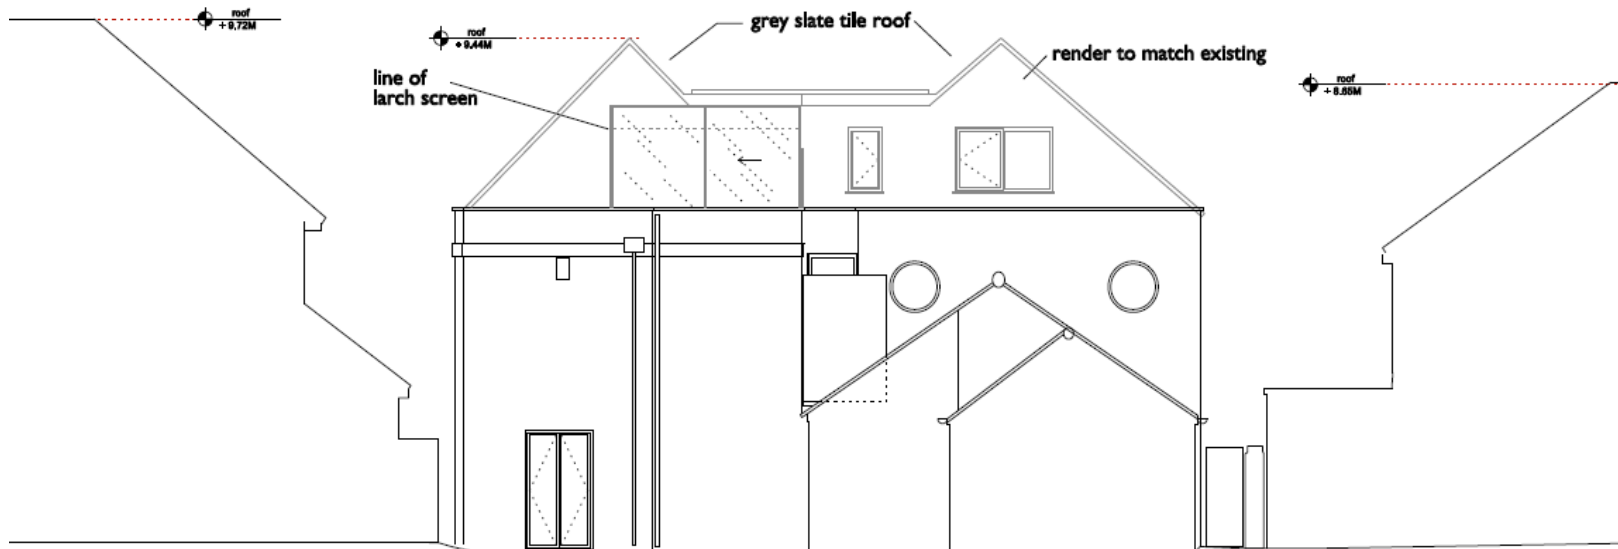 roof
+ 9.72M
roof
+ 9.44M
grey slate tile roof
render to match existing
line of
larch screen
roof
+ 8.65M